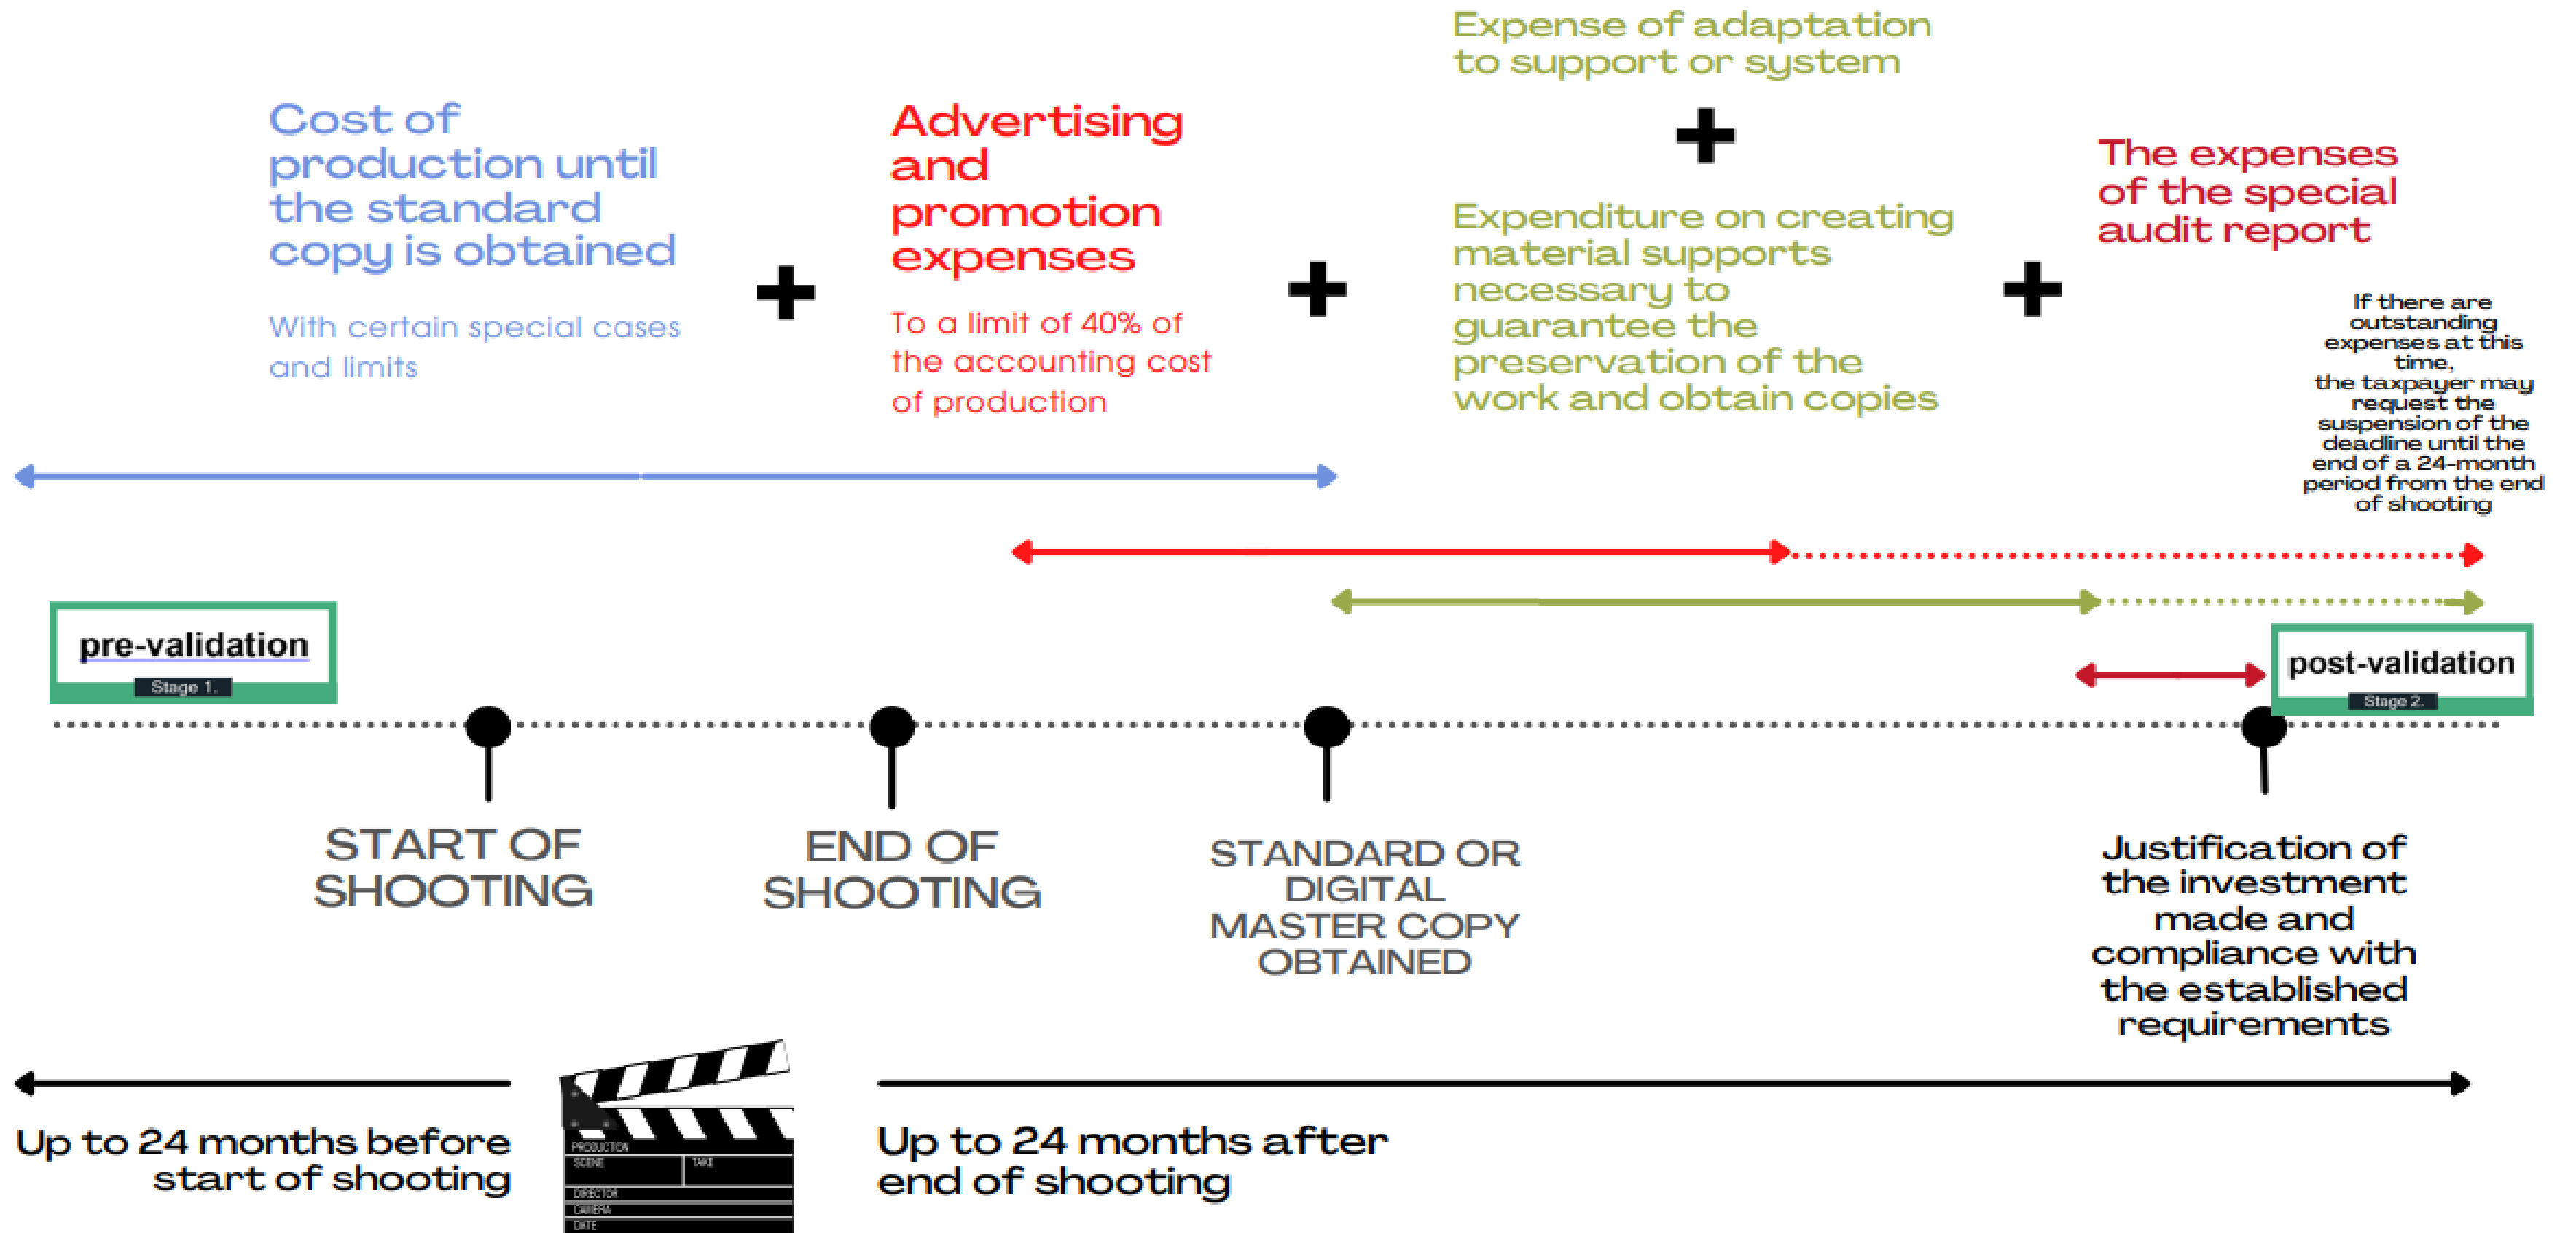 Expense of adaptation
to support or system
Cost of
production until
the standard
copy is obtained
With certain special cases
and limits
Advertising
and
promotion
expenses
To a limit of 40% of
the accounting cost
of production
Expenditure on creating
material supports
necessary to
guarantee the
preservation of the
work and obtain copies
The expenses
of the special
audit report
If there are
outstanding
expenses at this
time,
the taxpayer may
request the
suspension of the
deadline until the
end of a 24-month
period from the end
of shooting
pre-validation
Stage 1.
post-validation
Stage 2.
START OF
SHOOTING
END OF
SHOOTING
STANDARD OR
DIGITAL
MASTER COPY
OBTAINED
Justification of
the investment
made and
compliance with
the established
requirements
Up to 24 months before
start of shooting
PRODUCTION
SCENE TAKE
DIRECTOR
CAMERA
DATE
Up to 24 months after
end of shooting